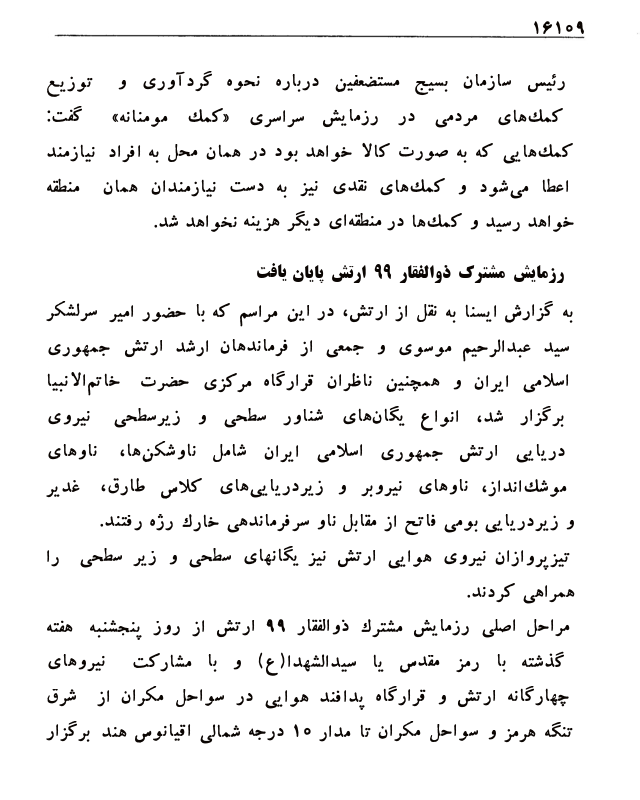 ۱۶۱۰۹
رئیس سازمان بسیج مستضعفین درباره نحوه گردآوری و توزیع
کمك‌های مردمی در رزمایش سراسری «کمك مومنانه» گفت:
کمك‌هایی که به صورت کالا خواهد بود در همان محل به افراد نیازمند
اعطا می‌شود و کمك‌های نقدی نیز به دست نیازمندان همان منطقه
خواهد رسید و کمك‌ها در منطقه‌ای دیگر هزینه نخواهد شد.
رزمایش مشترک ذوالفقار ۹۹ ارتش پایان یافت
به گزارش ایسنا به نقل از ارتش، در این مراسم که با حضور امیر سرلشکر
سید عبدالرحیم موسوی و جمعی از فرماندهان ارشد ارتش جمهوری
اسلامی ایران و همچنین ناظران قرارگاه مرکزی حضرت خاتم‌الانبیا
برگزار شد، انواع یگان‌های شناور سطحی و زیرسطحی نیروی
دریایی ارتش جمهوری اسلامی ایران شامل ناوشکن‌ها، ناوهای
موشك‌انداز، ناوهای نیروبر و زیردریایی‌های کلاس طارق، غدیر
و زیردریایی بومی فاتح از مقابل ناو سرفرماندهی خارك رژه رفتند.
تیزپروازان نیروی هوایی ارتش نیز یگانهای سطحی و زیر سطحی را
همراهی کردند.
مراحل اصلی رزمایش مشترك ذوالفقار ۹۹ ارتش از روز پنجشنبه هفته
گذشته با رمز مقدس یا سیدالشهدا(ع) و با مشارکت نیروهای
چهارگانه ارتش و قرارگاه پدافند هوایی در سواحل مکران از شرق
تنگه هرمز و سواحل مکران تا مدار ۱۰ درجه شمالی اقیانوس هند برگزار